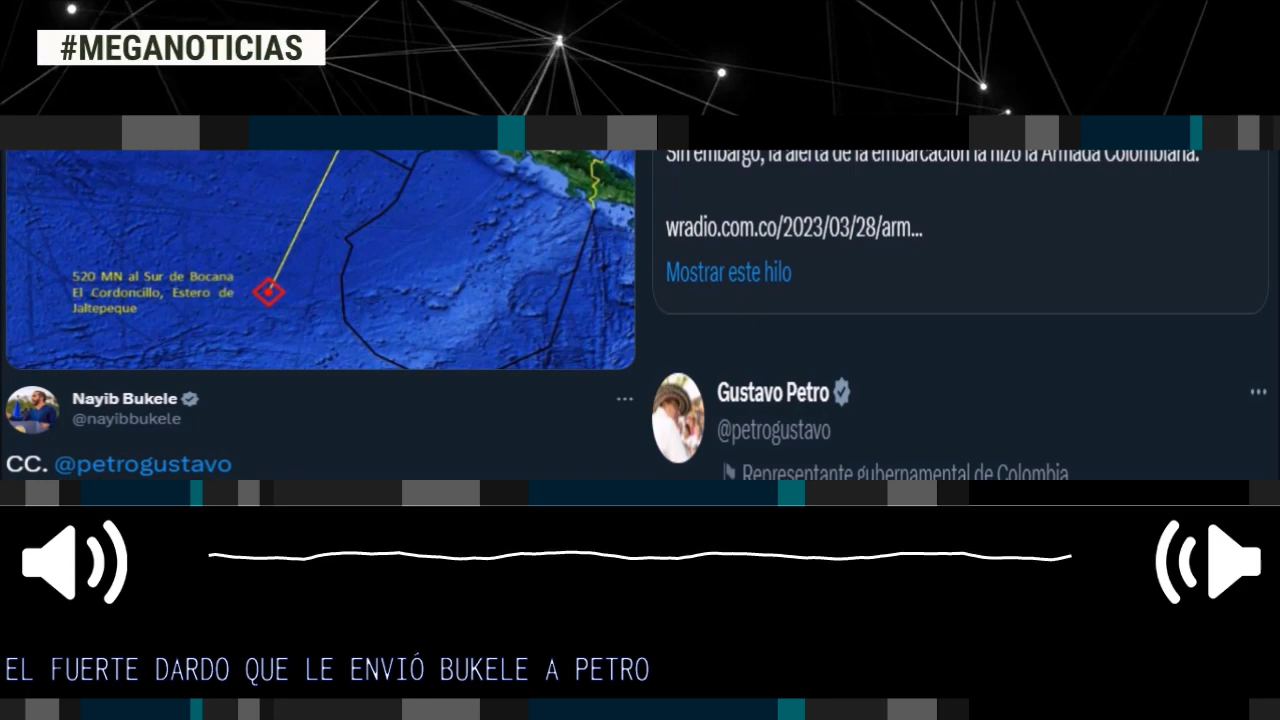 #MEGANOTICIAS
Sin embargo, la alerta de la embarcación la hizo la Armada Colombiana.
wradio.com.co/2023/03/28/arm...
Mostrar este hilo
520 MN al Sur de Bocana
El Cordoncillo, Estero de
Jaltepeque
Nayib Bukele
@nayibbukele
CC. @petrogustavo
Gustavo Petro
@petrogustavo
Representante gubernamental de Colombia
EL FUERTE DARDO QUE LE ENVIÓ BUKELE A PETRO